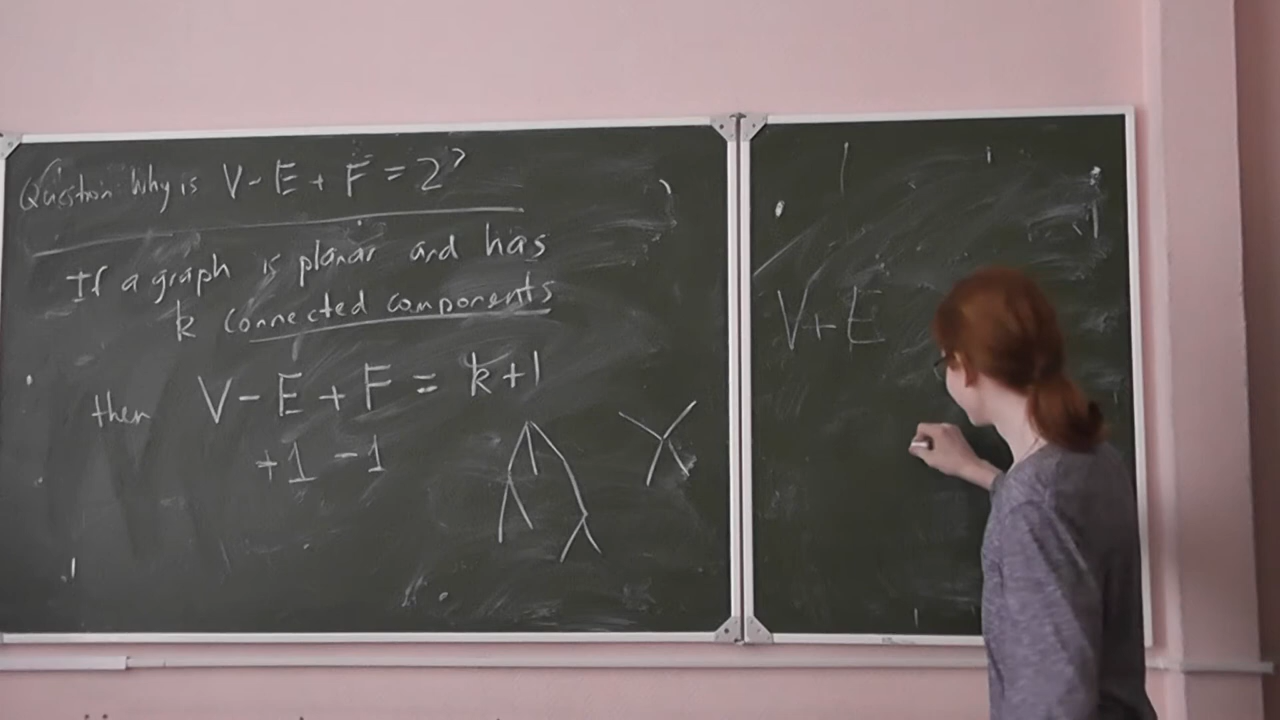 Question Why is V - E + F = 2?
If a graph is planar and has
k connected components
then V - E + F = k+1
+1 -1
V+E